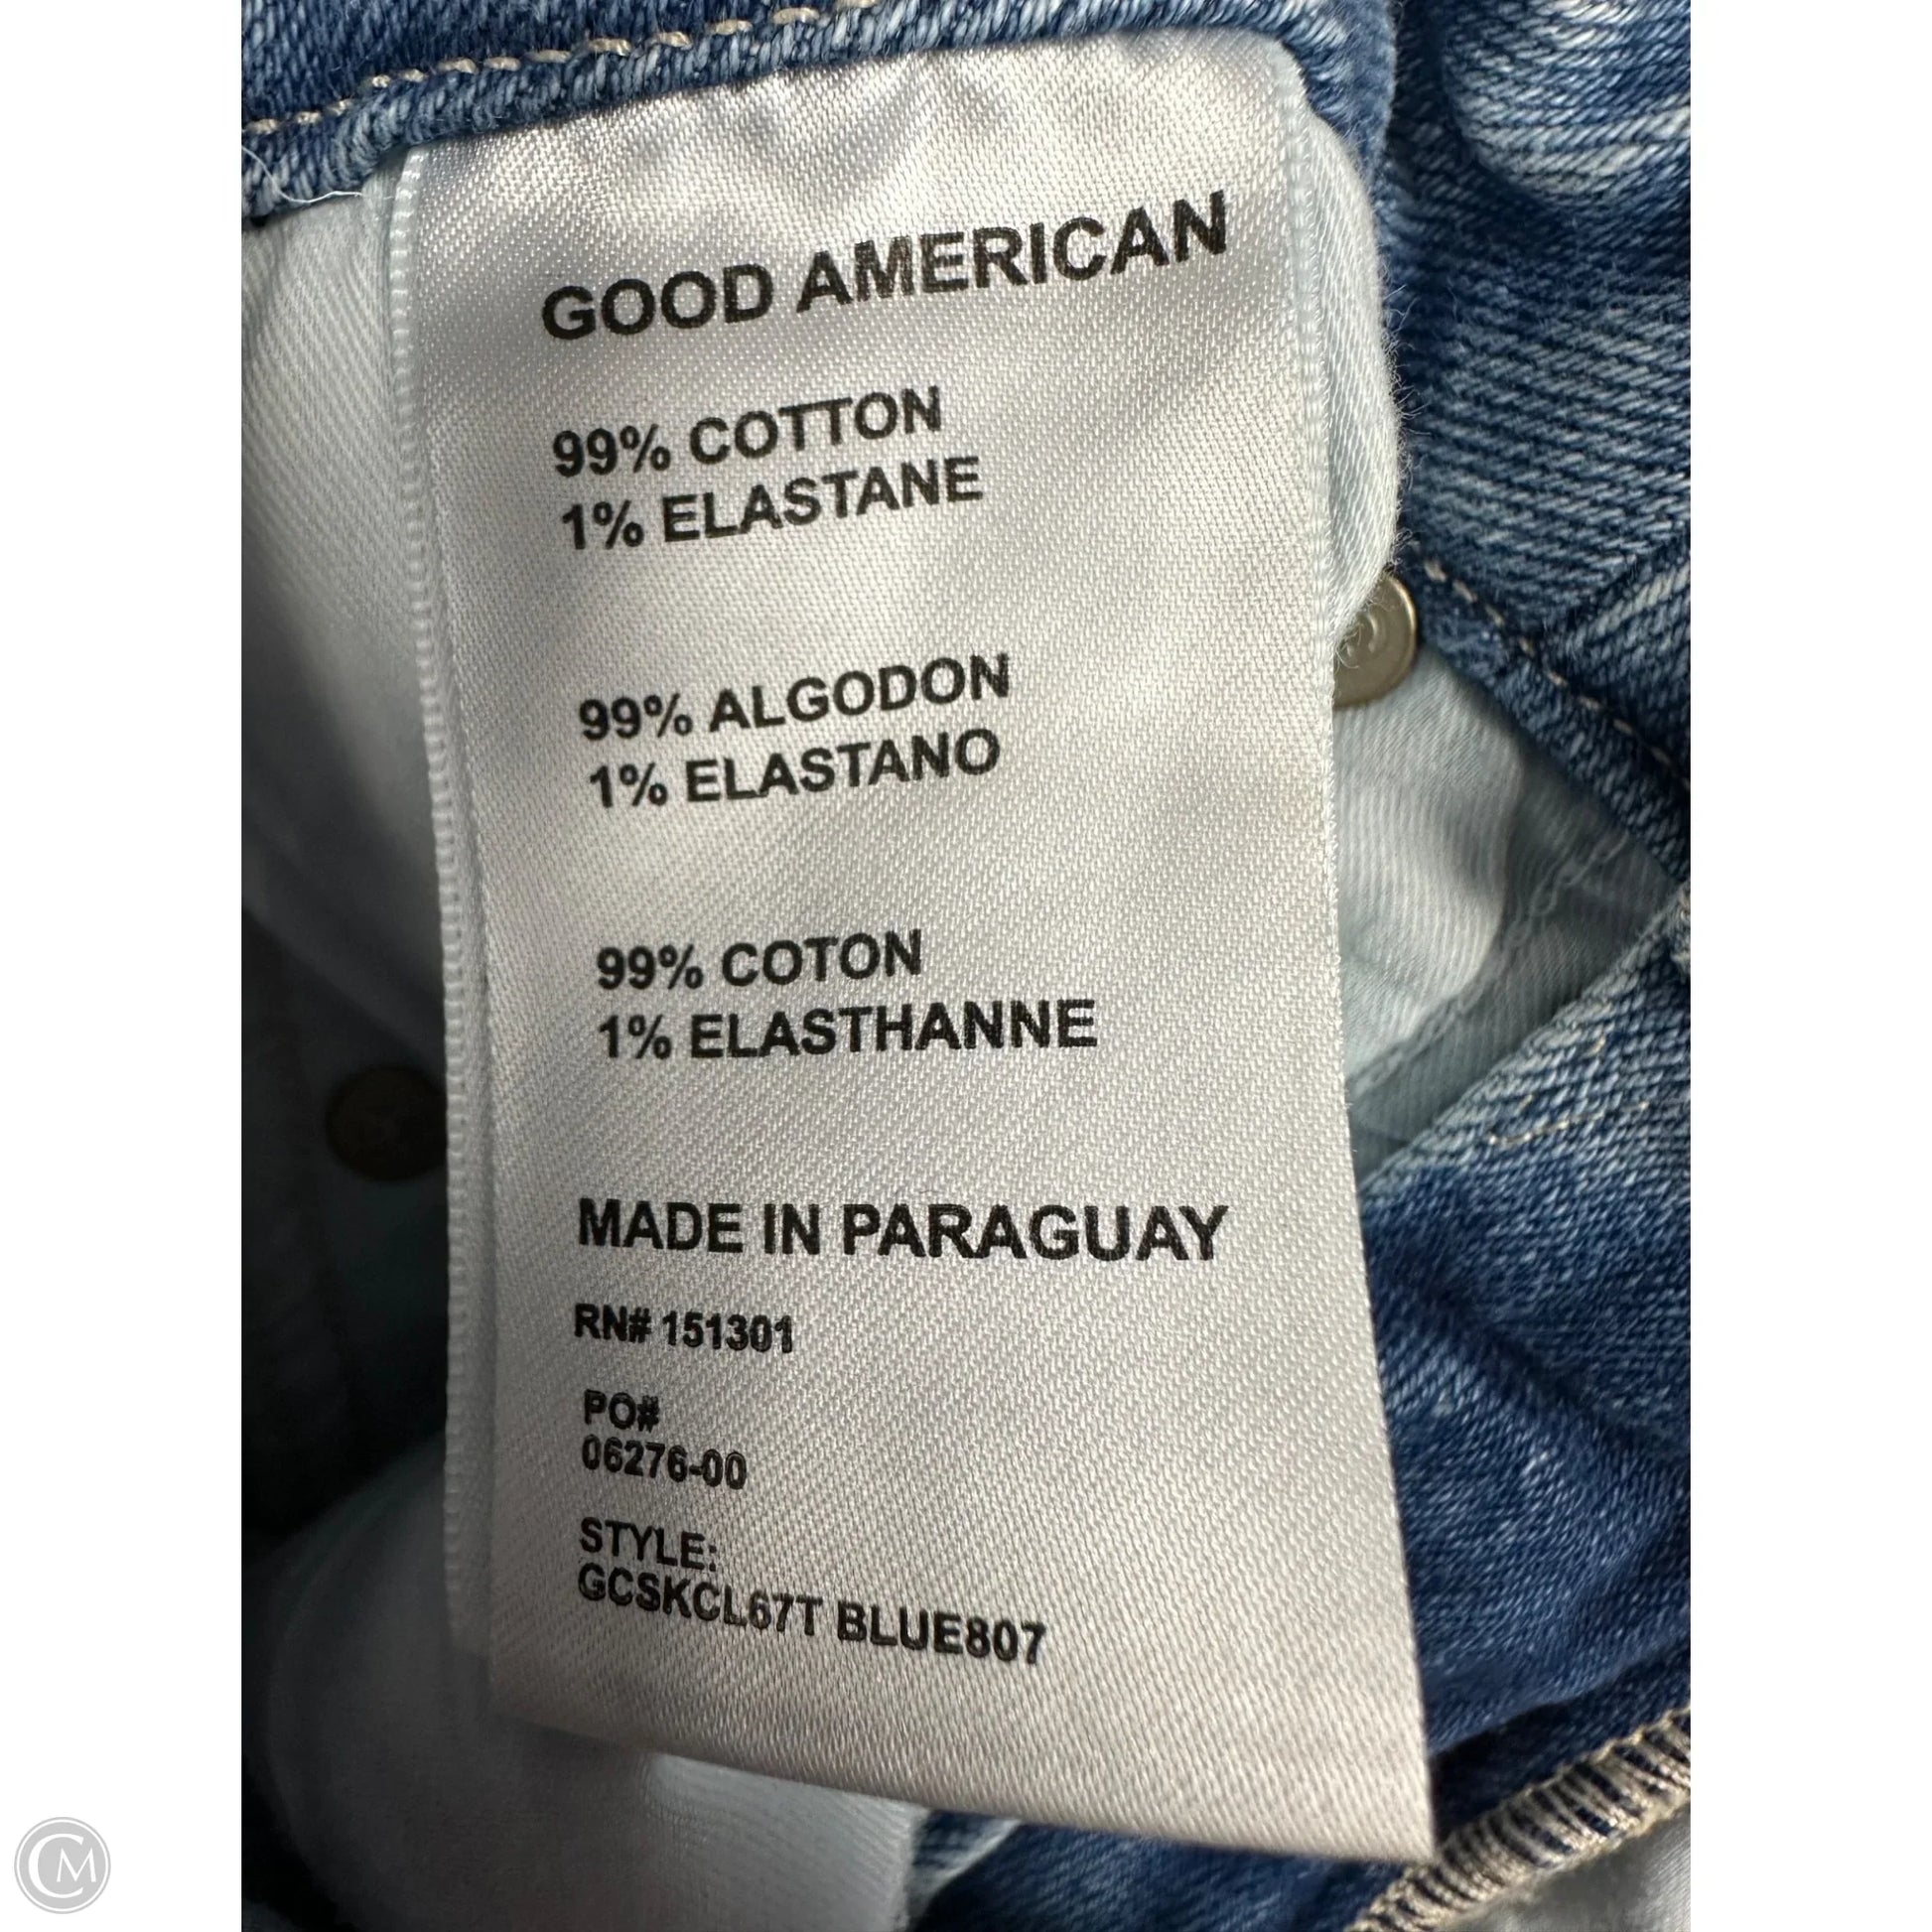 GOOD AMERICAN
99% COTTON
1% ELASTANE
99% ALGODON
1% ELASTANO
99% COTON
1% ELASTHANNE
MADE IN PARAGUAY
RN# 151301
PO#
06276-00
STYLE:
GCSKCL67T BLUE807
CM